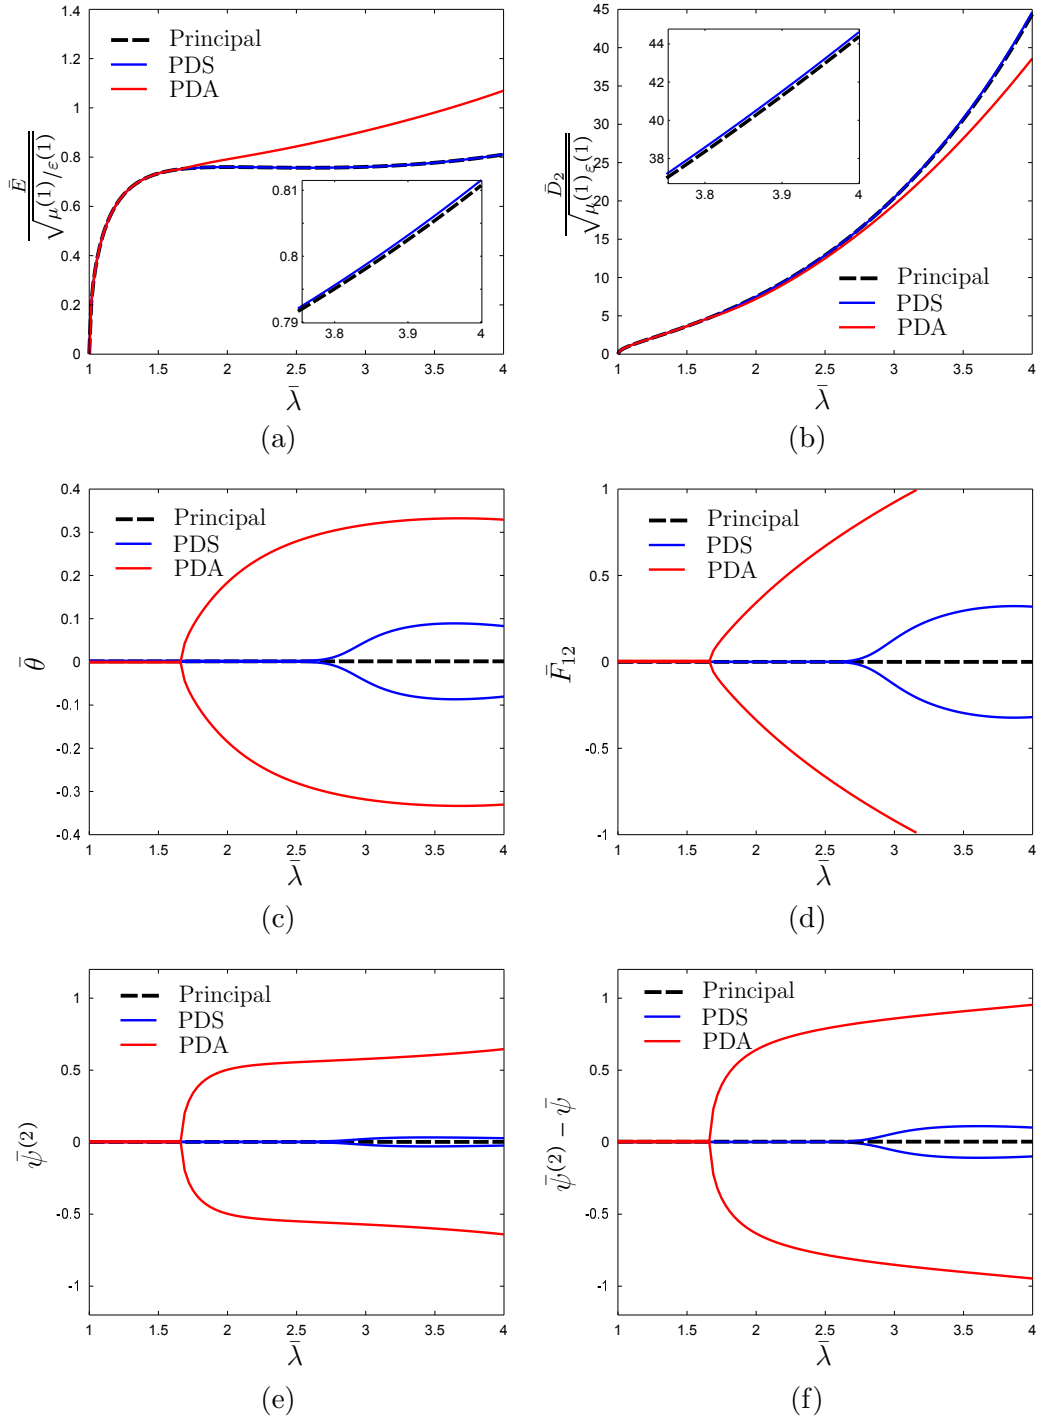 1.4
1.2
1
0.8
0.6
0.4
0.2
0
Principal
PDS
PDA
0.811
0.8
0.79
3.8 3.9 4
1 1.5 2 2.5 3 3.5 4
Ē / √μ⁽¹⁾/ε⁽¹⁾
λ̄
(a)
45
40
35
30
25
20
15
10
5
0
44
42
40
38
3.8 3.9 4
Principal
PDS
PDA
1 1.5 2 2.5 3 3.5 4
D̄₂ / √μ⁽¹⁾ε⁽¹⁾
λ̄
(b)
0.4
0.3
0.2
0.1
0
-0.1
-0.2
-0.3
-0.4
Principal
PDS
PDA
1 1.5 2 2.5 3 3.5 4
θ̄
λ̄
(c)
1
0.5
0
-0.5
-1
Principal
PDS
PDA
1 1.5 2 2.5 3 3.5 4
F̄₁₂
λ̄
(d)
1
0.5
0
-0.5
-1
Principal
PDS
PDA
1 1.5 2 2.5 3 3.5 4
ψ̄⁽²⁾
λ̄
(e)
1
0.5
0
-0.5
-1
Principal
PDS
PDA
1 1.5 2 2.5 3 3.5 4
ψ̄⁽²⁾ − ψ̄
λ̄
(f)